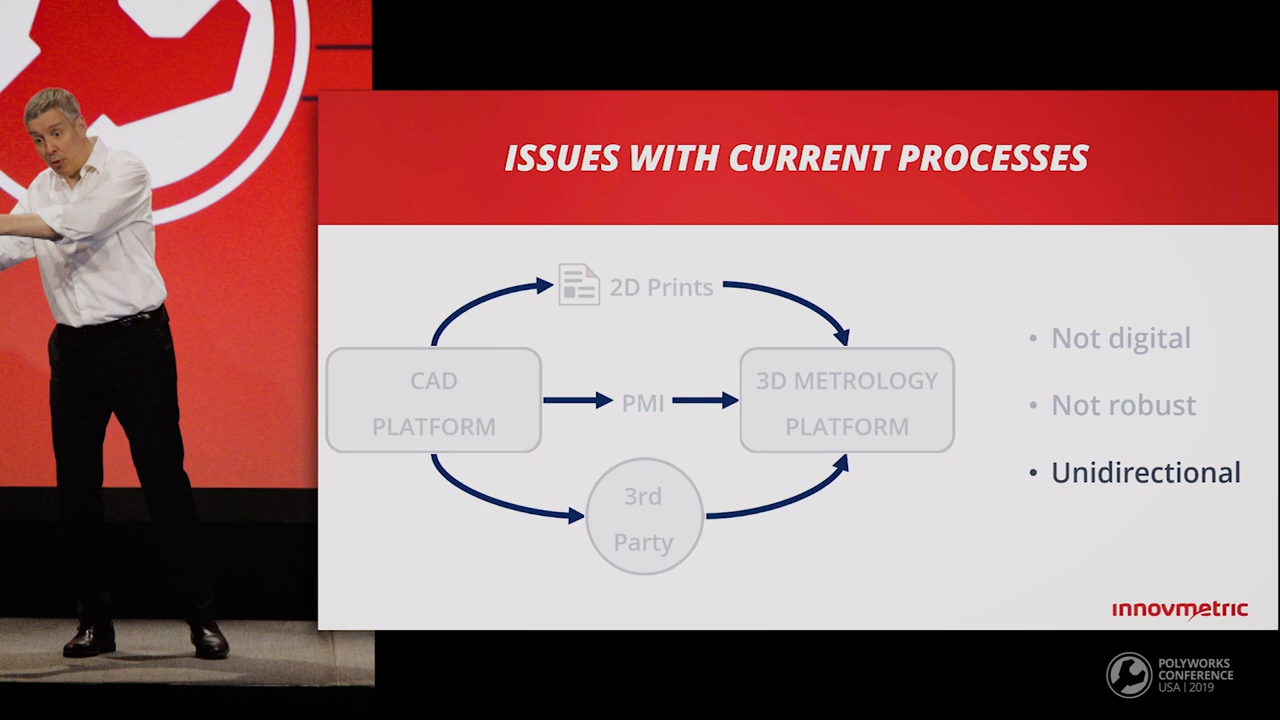 ISSUES WITH CURRENT PROCESSES
2D Prints
CAD
PLATFORM
PMI
3D METROLOGY
PLATFORM
3rd
Party
• Not digital
• Not robust
• Unidirectional
innovmetric
POLYWORKS
CONFERENCE
USA | 2019